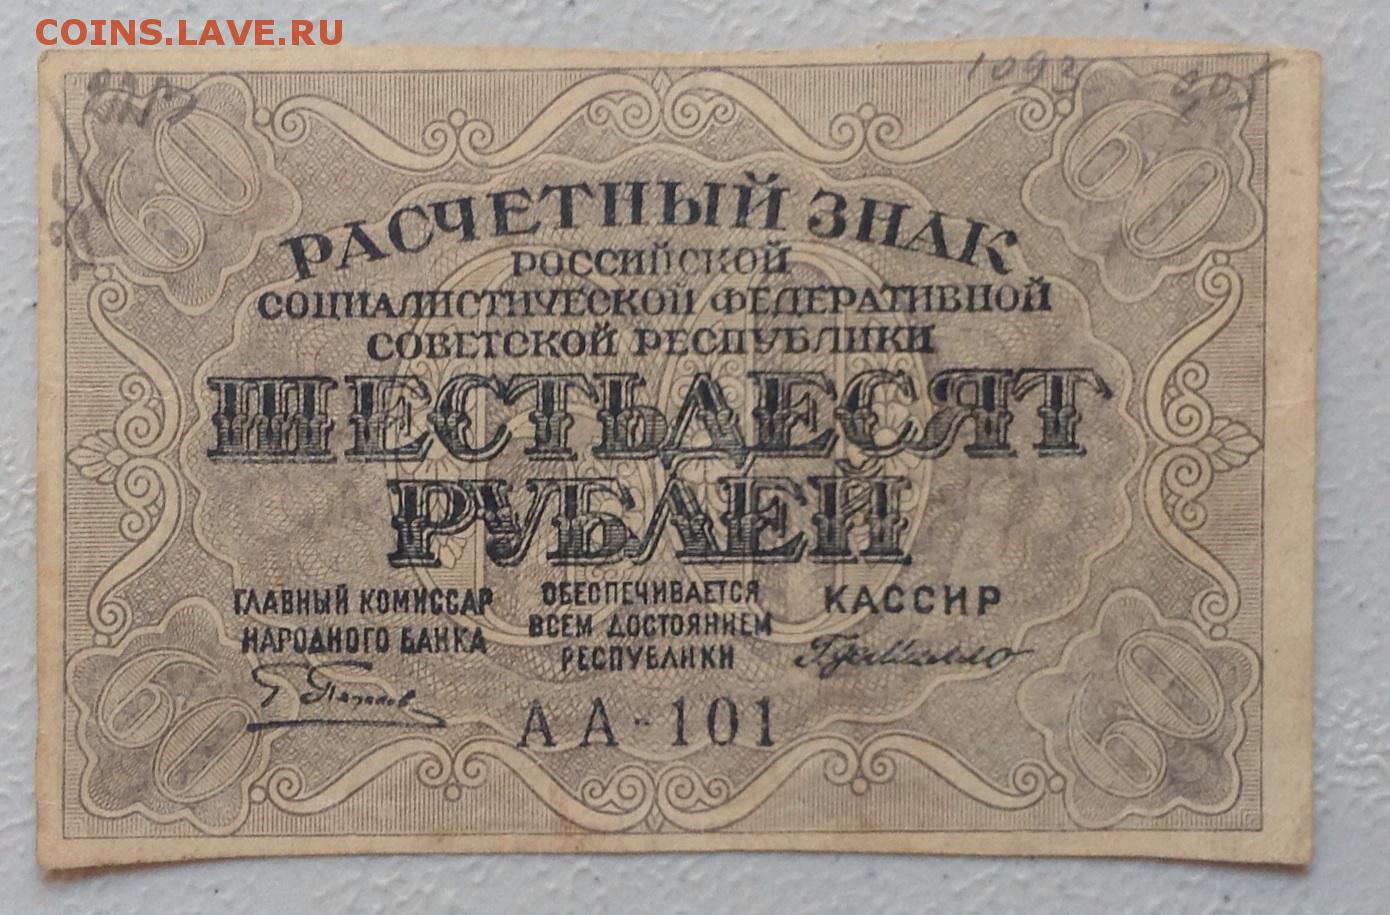 COINS.LAVE.RU
1093
60 60
РАСЧЕТНЫЙ ЗНАК
РОССИЙСКОЙ
СОЦИАЛИСТИЧЕСКОЙ ФЕДЕРАТИВНОЙ
СОВЕТСКОЙ РЕСПУБЛИКИ
ШЕСТЬДЕСЯТ
РУБЛЕЙ
ГЛАВНЫЙ КОМИССАР
НАРОДНОГО БАНКА
ОБЕСПЕЧИВАЕТСЯ
ВСЕМ ДОСТОЯНИЕМ
РЕСПУБЛИКИ
КАССИР
АА-101
60 60